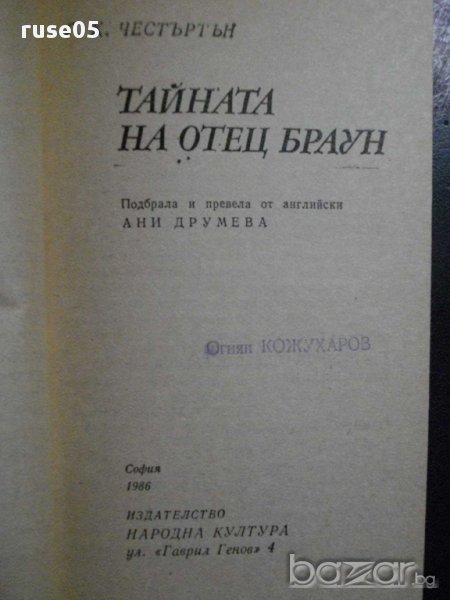 ruse05
К. ЧЕСТЪРТЪН
ТАЙНАТА
НА ОТЕЦ БРАУН
Подбрала и превела от английски
АНИ ДРУМЕВА
Огнян КОЖУХАРОВ
София
1986
ИЗДАТЕЛСТВО
НАРОДНА КУЛТУРА
ул. «Гаврил Генов» 4
bazar.bg